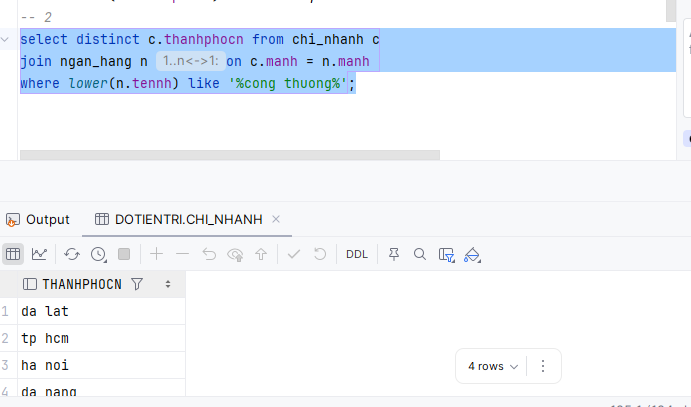 -- 2
select distinct c.thanhphocn from chi_nhanh c
join ngan_hang n 1..n<->1: on c.manh = n.manh
where lower(n.tennh) like '%cong thuong%';
Output
DOTIENTRI.CHI_NHANH
DDL
THANHPHOCN
1 da lat
2 tp hcm
3 ha noi
4 da nang
4 rows